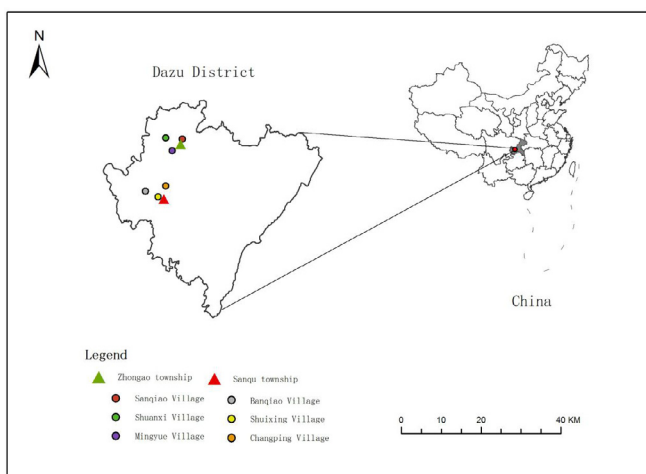 N
Dazu District
China
Legend
Zhongao township
Sanqu township
Sanqiao Village
Banqiao Village
Shuanxi Village
Shuixing Village
Mingyue Village
Changping Village
0 10 20 40 KM